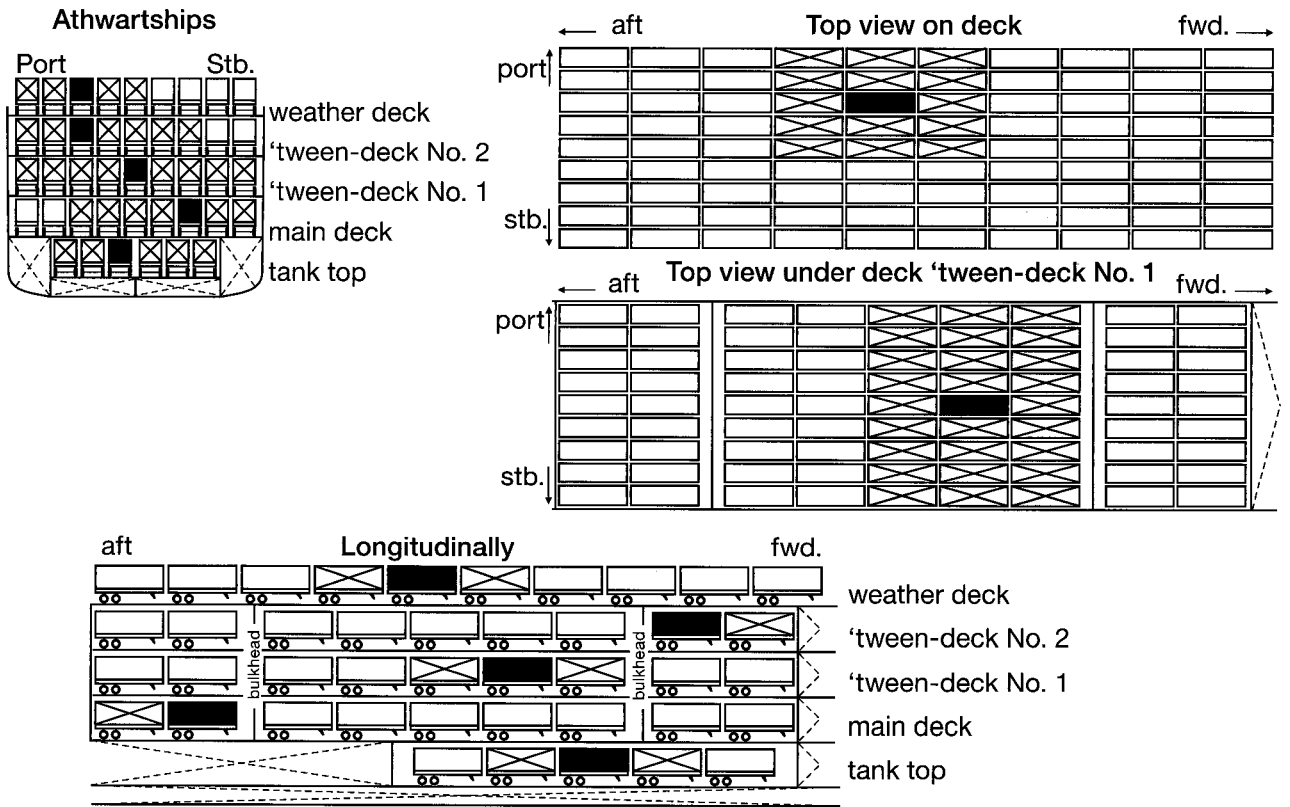 Athwartships
Port Stb.
weather deck
‘tween-deck No. 2
‘tween-deck No. 1
main deck
tank top
aft Top view on deck fwd.
port
stb.
Top view under deck ‘tween-deck No. 1
aft fwd.
port
stb.
aft Longitudinally fwd.
weather deck
‘tween-deck No. 2
‘tween-deck No. 1
main deck
tank top
bulkhead
bulkhead